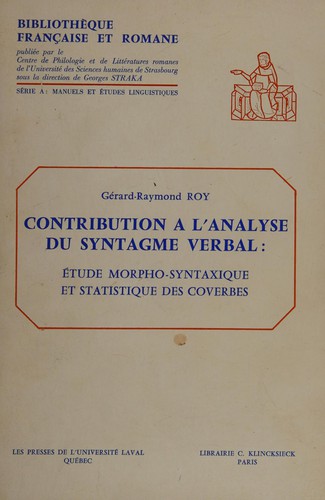 BIBLIOTHÈQUE
FRANÇAISE ET ROMANE
publiée par le
Centre de Philologie et de Littératures romanes
de l'Université des Sciences humaines de Strasbourg
sous la direction de Georges STRAKA
SÉRIE A : MANUELS ET ÉTUDES LINGUISTIQUES
Gérard-Raymond ROY
CONTRIBUTION A L'ANALYSE
DU SYNTAGME VERBAL :
ÉTUDE MORPHO-SYNTAXIQUE
ET STATISTIQUE DES COVERBES
LES PRESSES DE L'UNIVERSITÉ LAVAL
QUÉBEC
LIBRAIRIE C. KLINCKSIECK
PARIS